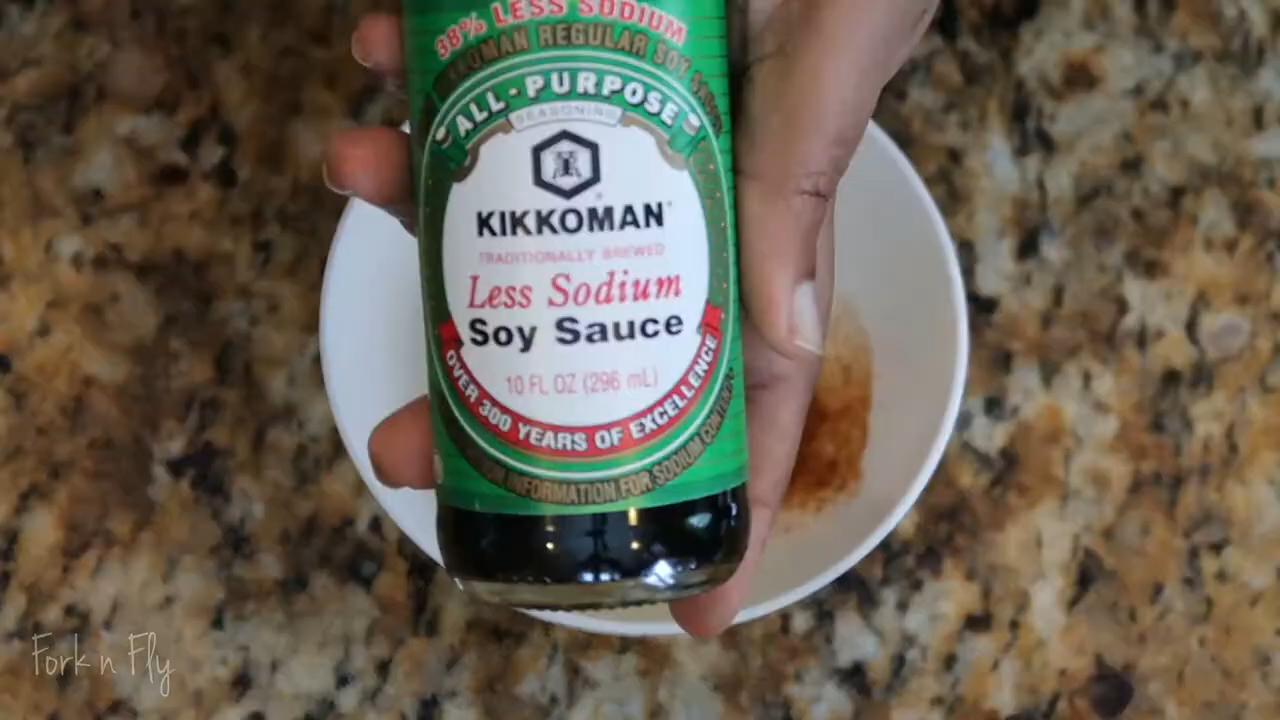 38% LESS SODIUM
KIKKOMAN REGULAR SOY SAUCE
ALL-PURPOSE
SEASONING
KIKKOMAN®
TRADITIONALLY BREWED
Less Sodium
Soy Sauce
10 FL OZ (296 mL)
OVER 300 YEARS OF EXCELLENCE
INFORMATION FOR SODIUM CONTENT
Fork n Fly